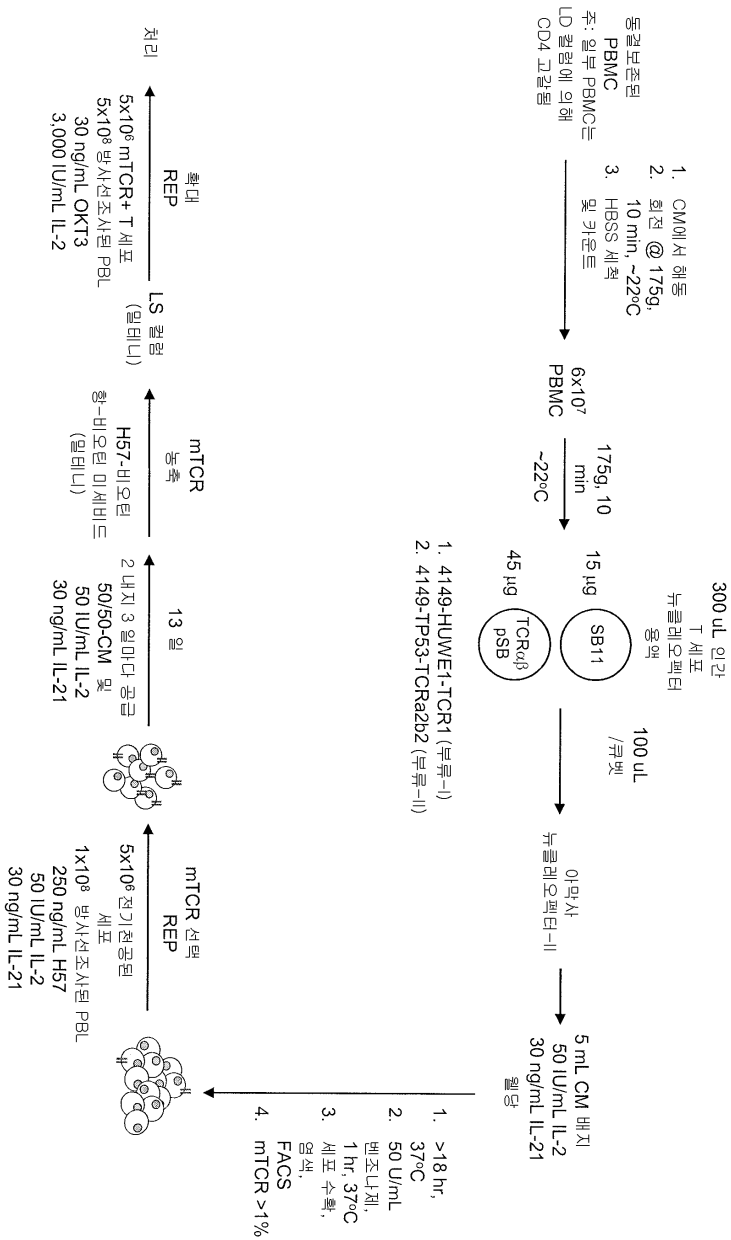 동결보존된
PBMC
주: 일부 PBMC는
LD 컬럼에 의해
CD4 고갈됨
1. CM에서 해동
2. 회전 @ 175g,
10 min, ~22ºC
3. HBSS 세척
및 카운트
6x10⁷
PBMC
175g, 10
min
~22ºC
300 uL 인간
T 세포
뉴클레오펙터
용액
15 µg
SB11
45 µg
TCRαβ
pSB
1. 4149-HUWE1-TCR1 (부류-I)
2. 4149-TP53-TCRa2b2 (부류-II)
100 uL
/큐벳
아막사
뉴클레오펙터-II
5 mL CM 배지
50 IU/mL IL-2
30 ng/mL IL-21
웰당
1. >18 hr,
37ºC
2. 50 U/mL
벤조나제,
1 hr, 37ºC
3. 세포 수확,
염색,
FACS
4. mTCR >1%
mTCR 선택
REP
5x10⁶ 전기천공된
세포
1x10⁸ 방사선조사된 PBL
250 ng/mL H57
50 IU/mL IL-2
30 ng/mL IL-21
13 일
2 내지 3 일마다 공급
50/50-CM 및
50 IU/mL IL-2
30 ng/mL IL-21
mTCR
농축
H57-비오틴
항-비오틴 미세비드
(밀테니)
LS 컬럼
(밀테니)
확대
REP
5x10⁶ mTCR+ T 세포
5x10⁸ 방사선조사된 PBL
30 ng/mL OKT3
3,000 IU/mL IL-2
처리